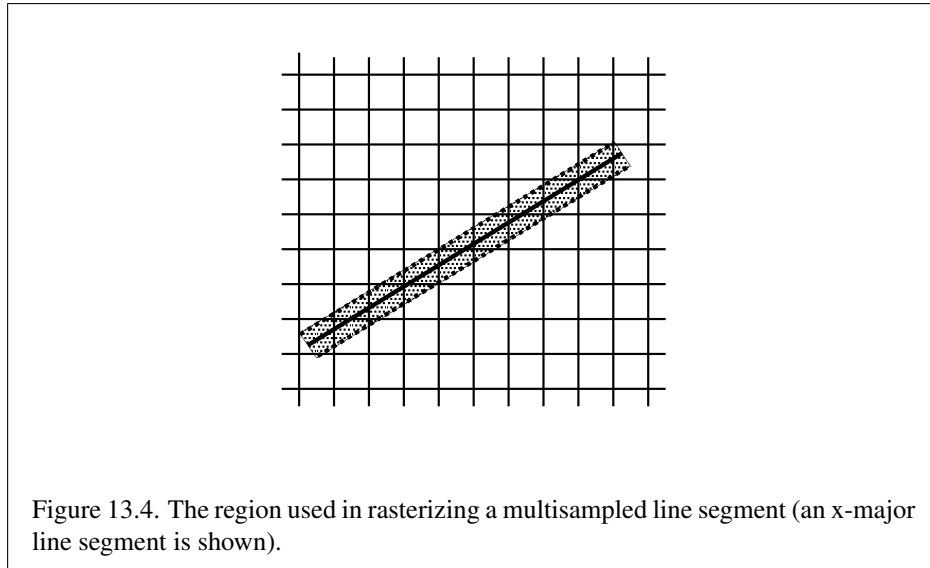 Figure 13.4. The region used in rasterizing a multisampled line segment (an x-major
line segment is shown).